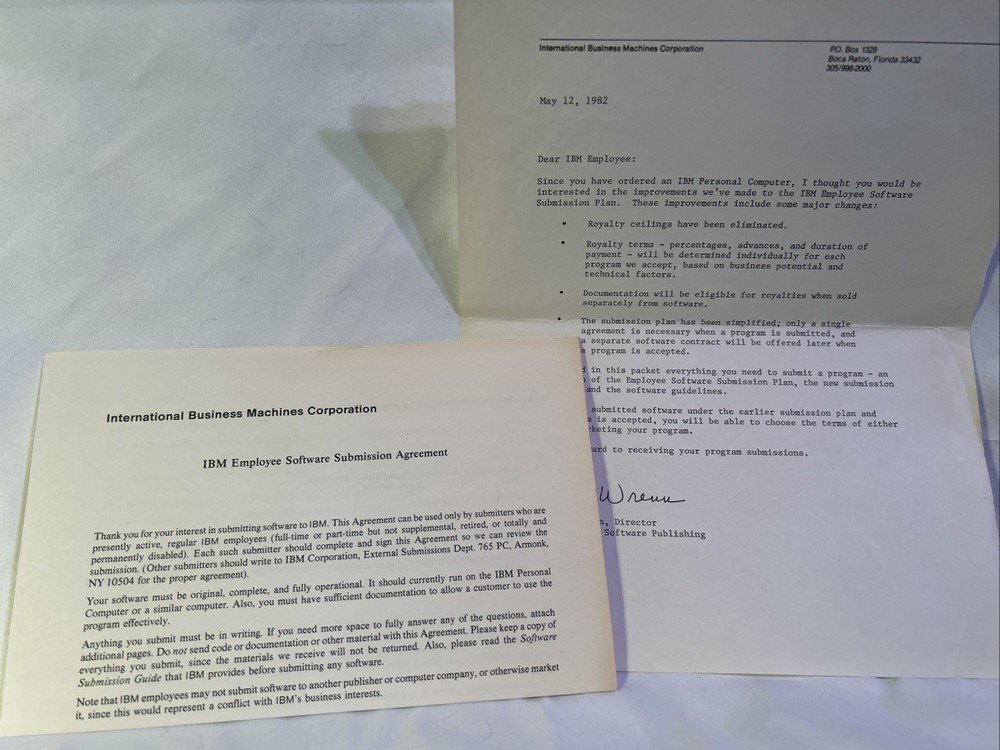 International Business Machines Corporation
P.O. Box 1328
Boca Raton, Florida 33432
305/998-2000
May 12, 1982
Dear IBM Employee:
Since you have ordered an IBM Personal Computer, I thought you would be
interested in the improvements we've made to the IBM Employee Software
Submission Plan. These improvements include some major changes:
• Royalty ceilings have been eliminated.
• Royalty terms - percentages, advances, and duration of
payment - will be determined individually for each
program we accept, based on business potential and
technical factors.
• Documentation will be eligible for royalties when sold
separately from software.
• The submission plan has been simplified; only a single
agreement is necessary when a program is submitted, and
a separate software contract will be offered later when
a program is accepted.
in this packet everything you need to submit a program - an
of the Employee Software Submission Plan, the new submission
and the software guidelines.
submitted software under the earlier submission plan and
is accepted, you will be able to choose the terms of either
your program.
to receiving your program submissions.
Wrenn
Director
Software Publishing
International Business Machines Corporation
IBM Employee Software Submission Agreement
Thank you for your interest in submitting software to IBM. This Agreement can be used only by submitters who are
presently active, regular IBM employees (full-time or part-time but not supplemental, retired, or totally and
permanently disabled). Each such submitter should complete and sign this Agreement so we can review the
submission. (Other submitters should write to IBM Corporation, External Submissions Dept. 765 PC, Armonk,
NY 10504 for the proper agreement).
Your software must be original, complete, and fully operational. It should currently run on the IBM Personal
Computer or a similar computer. Also, you must have sufficient documentation to allow a customer to use the
program effectively.
Anything you submit must be in writing. If you need more space to fully answer any of the questions, attach
additional pages. Do not send code or documentation or other material with this Agreement. Please keep a copy of
everything you submit, since the materials we receive will not be returned. Also, please read the Software
Submission Guide that IBM provides before submitting any software.
Note that IBM employees may not submit software to another publisher or computer company, or otherwise market
it, since this would represent a conflict with IBM's business interests.